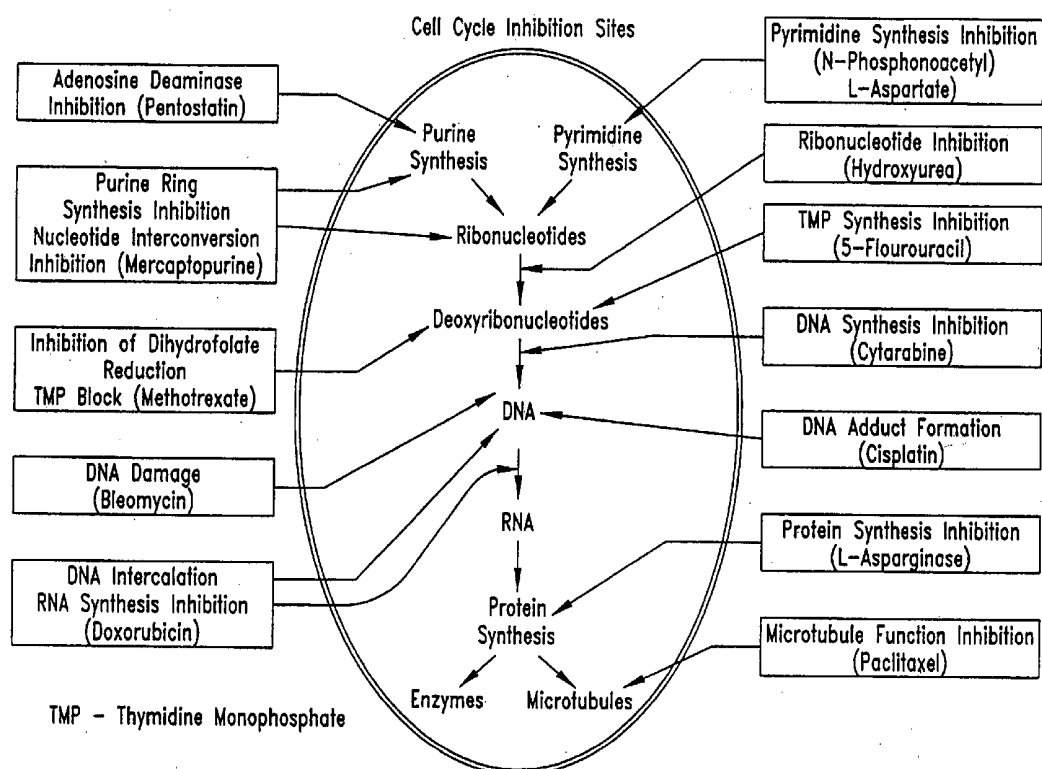 Cell Cycle Inhibition Sites
Adenosine Deaminase
Inhibition (Pentostatin)
Purine Ring
Synthesis Inhibition
Nucleotide Interconversion
Inhibition (Mercaptopurine)
Inhibition of Dihydrofolate
Reduction
TMP Block (Methotrexate)
DNA Damage
(Bleomycin)
DNA Intercalation
RNA Synthesis Inhibition
(Doxorubicin)
TMP – Thymidine Monophosphate
Purine
Synthesis
Pyrimidine
Synthesis
Ribonucleotides
Deoxyribonucleotides
DNA
RNA
Protein
Synthesis
Enzymes
Microtubules
Pyrimidine Synthesis Inhibition
(N–Phosphonoacetyl)
L–Aspartate)
Ribonucleotide Inhibition
(Hydroxyurea)
TMP Synthesis Inhibition
(5–Flourouracil)
DNA Synthesis Inhibition
(Cytarabine)
DNA Adduct Formation
(Cisplatin)
Protein Synthesis Inhibition
(L–Asparginase)
Microtubule Function Inhibition
(Paclitaxel)